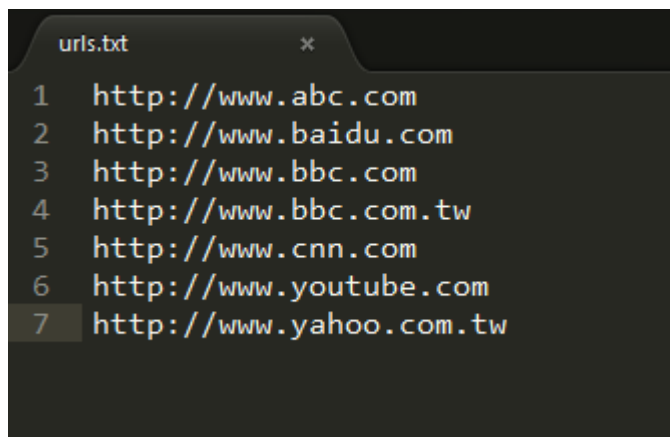 urls.txt ×
1 http://www.abc.com
2 http://www.baidu.com
3 http://www.bbc.com
4 http://www.bbc.com.tw
5 http://www.cnn.com
6 http://www.youtube.com
7 http://www.yahoo.com.tw